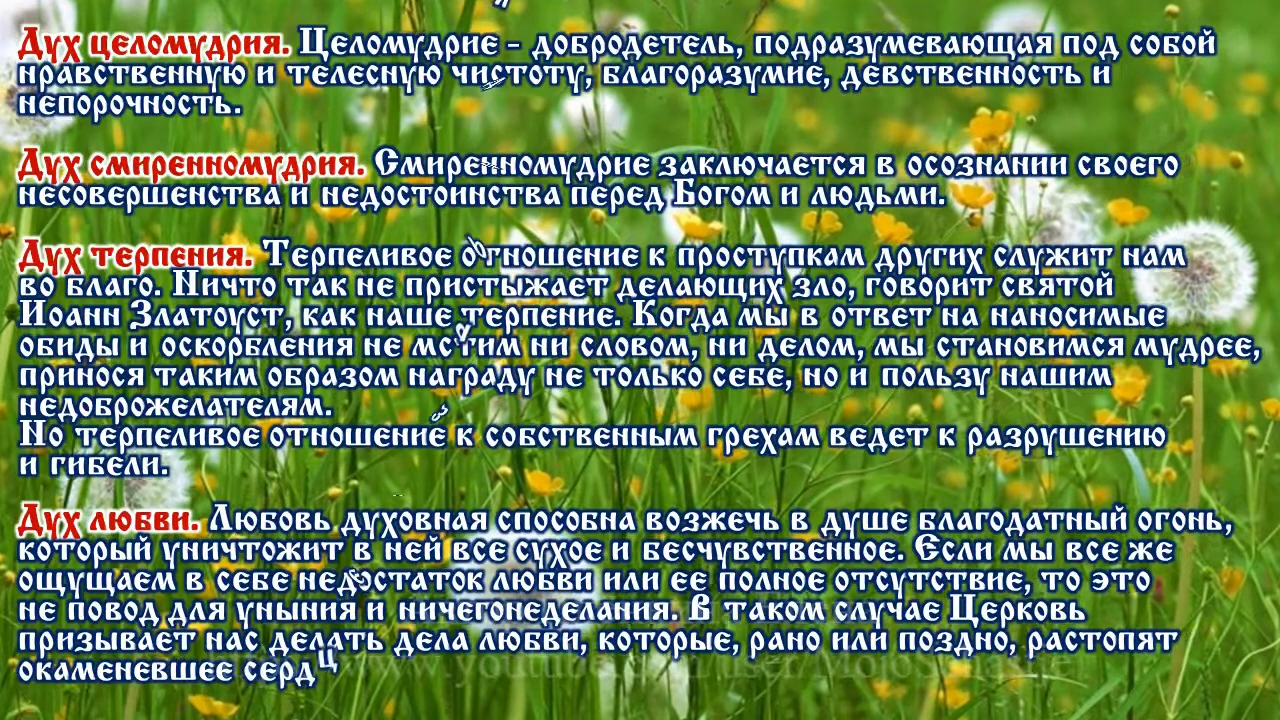 Дух целомудрия. Целомудрие - добродетель, подразумевающая под собой
нравственную и телесную чистоту, благоразумие, девственность и
непорочность.
Дух смиренномудрия. Смиренномудрие заключается в осознании своего
несовершенства и недостоинства перед Богом и людьми.
Дух терпения. Терпеливое отношение к проступкам других служит нам
во благо. Ничто так не пристыжает делающих зло, говорит святой
Иоанн Златоуст, как наше терпение. Когда мы в ответ на наносимые
обиды и оскорбления не мстим ни словом, ни делом, мы становимся мудрее,
принося таким образом награду не только себе, но и пользу нашим
недоброжелателям.
Но терпеливое отношение к собственным грехам ведет к разрушению
и гибели.
Дух любви. Любовь духовная способна возжечь в душе благодатный огонь,
который уничтожит в ней все сухое и бесчувственное. Если мы все же
ощущаем в себе недостаток любви или ее полное отсутствие, то это
не повод для уныния и ничегонеделания. В таком случае Церковь
призывает нас делать дела любви, которые, рано или поздно, растопят
окаменевшее сердц